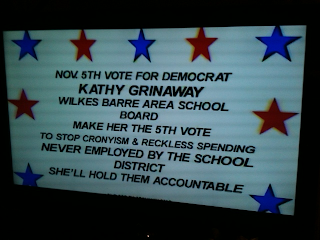 NOV. 5TH VOTE FOR DEMOCRAT
KATHY GRINAWAY
WILKES BARRE AREA SCHOOL
BOARD
MAKE HER THE 5TH VOTE
TO STOP CRONYISM & RECKLESS SPENDING
NEVER EMPLOYED BY THE SCHOOL
DISTRICT
SHE'LL HOLD THEM ACCOUNTABLE